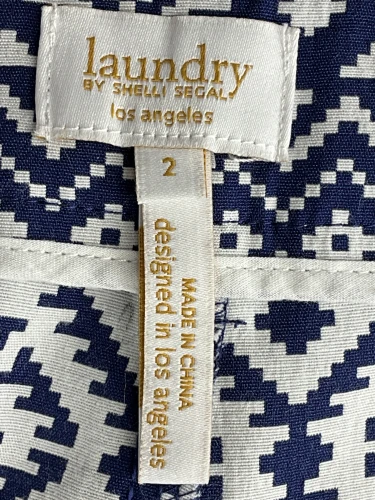 laundry
BY SHELLI SEGAL
los angeles
2
MADE IN CHINA
designed in los angeles